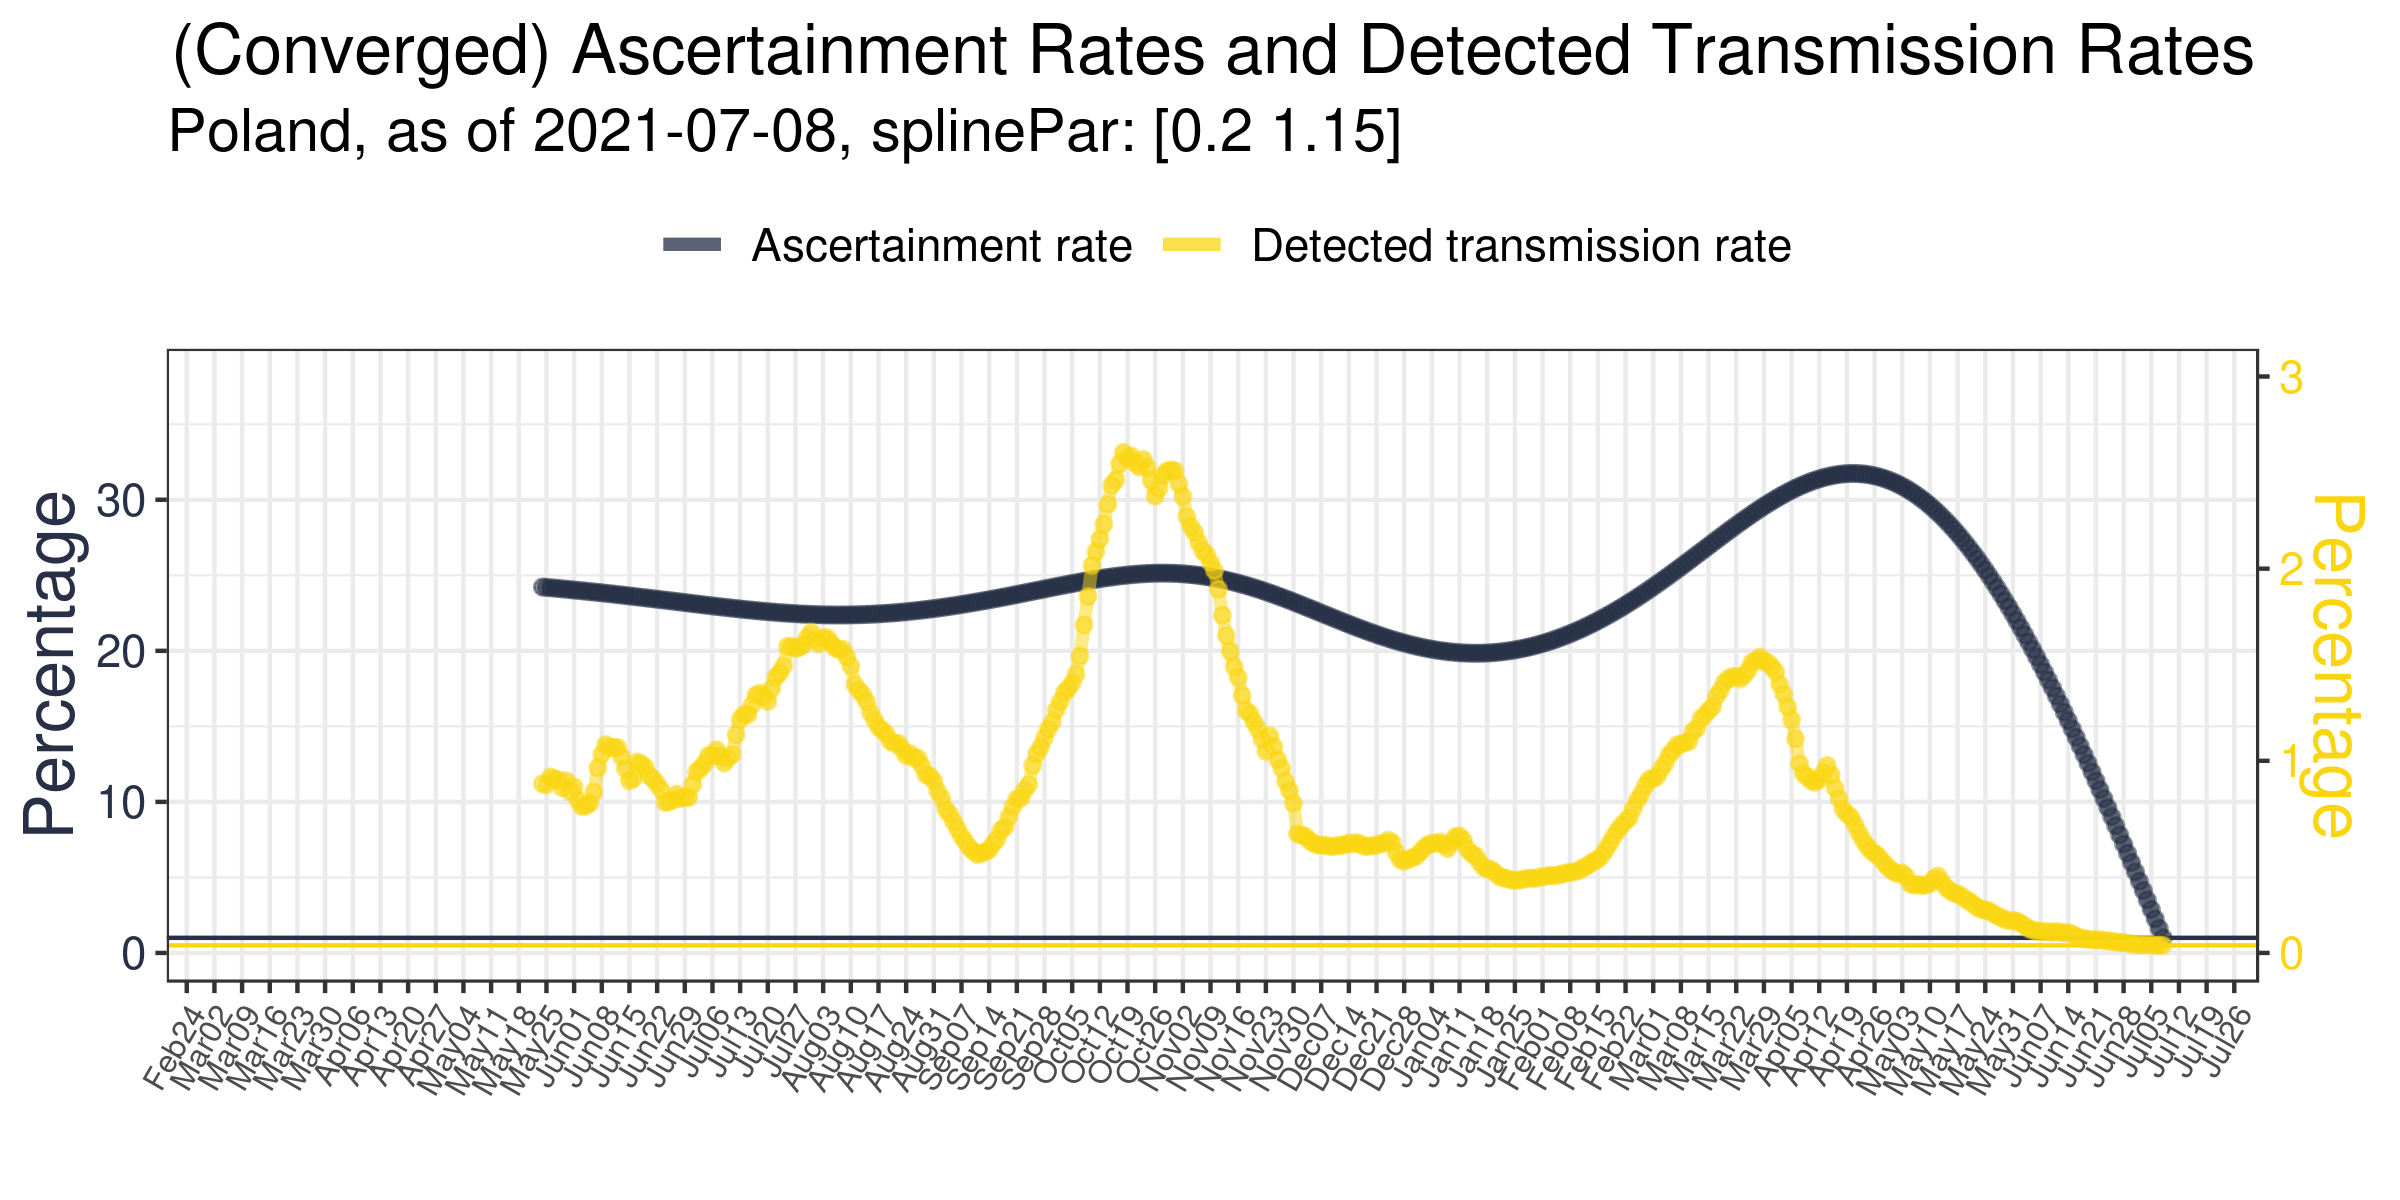 (Converged) Ascertainment Rates and Detected Transmission Rates
Poland, as of 2021-07-08, splinePar: [0.2 1.15]
Ascertainment rate Detected transmission rate
Percentage
30
20
10
0
3
2
1
0
Percentage
Feb24 Mar02 Mar09 Mar16 Mar23 Mar30 Apr06 Apr13 Apr20 Apr27 May04 May11 May18 May25 Jun01 Jun08 Jun15 Jun22 Jun29 Jul06 Jul13 Jul20 Jul27 Aug03 Aug10 Aug17 Aug24 Aug31 Sep07 Sep14 Sep21 Sep28 Oct05 Oct12 Oct19 Oct26 Nov02 Nov09 Nov16 Nov23 Nov30 Dec07 Dec14 Dec21 Dec28 Jan04 Jan11 Jan18 Jan25 Feb01 Feb08 Feb15 Feb22 Mar01 Mar08 Mar15 Mar22 Mar29 Apr05 Apr12 Apr19 Apr26 May03 May10 May17 May24 May31 Jun07 Jun14 Jun21 Jun28 Jul05 Jul12 Jul19 Jul26